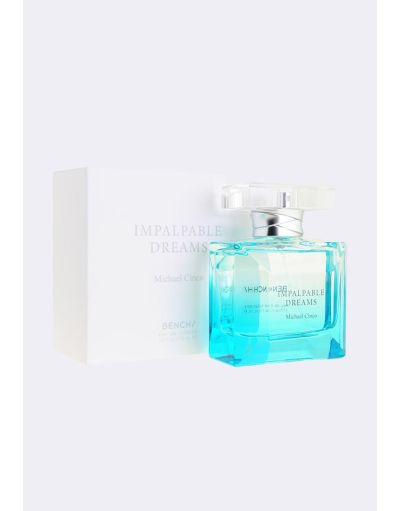 IMPALPABLE
DREAMS
Michael Cinco
BENCH/
IMPALPABLE
DREAMS
Michael Cinco